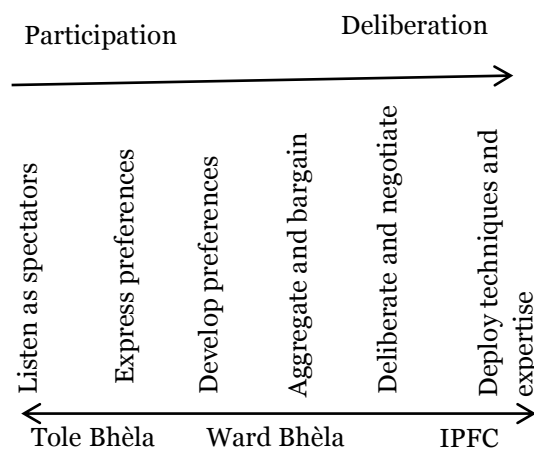 Participation
Deliberation
Listen as spectators
Express preferences
Develop preferences
Aggregate and bargain
Deliberate and negotiate
Deploy techniques and
expertise
Tole Bhèla
Ward Bhèla
IPFC